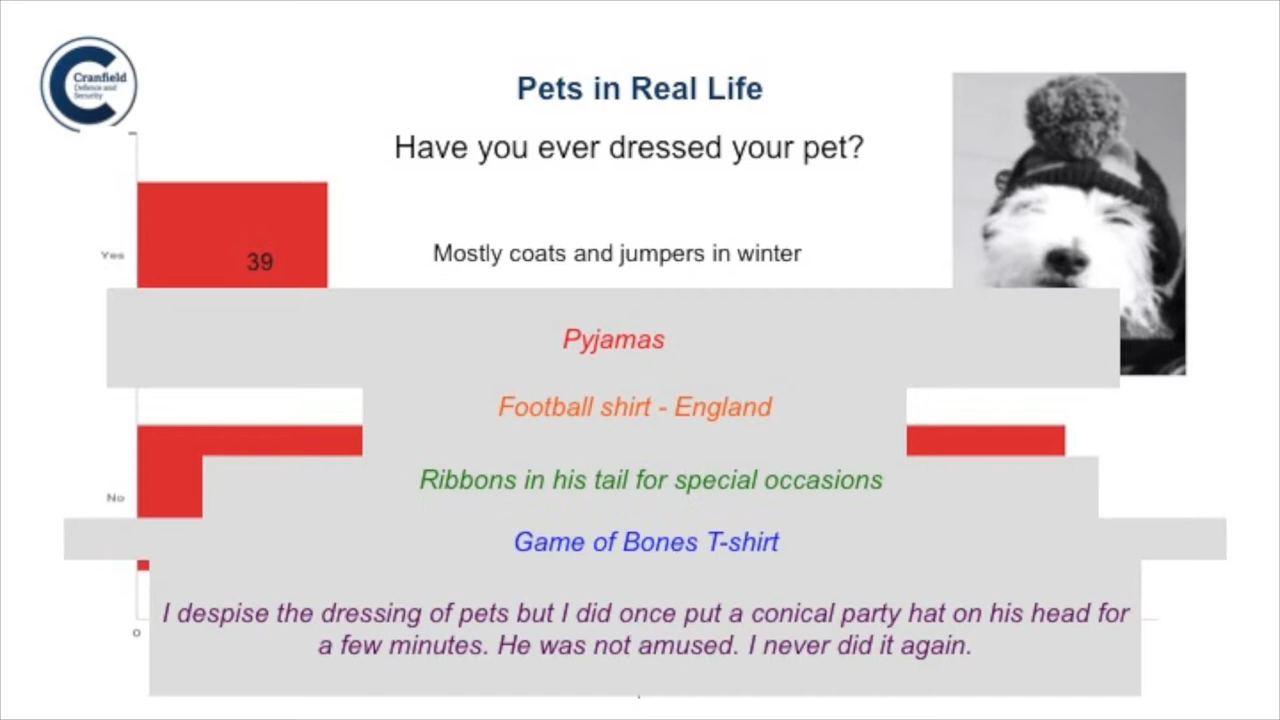 Cranfield
Defence and
Security
Pets in Real Life
Have you ever dressed your pet?
Yes
39
Mostly coats and jumpers in winter
Pyjamas
Football shirt - England
Ribbons in his tail for special occasions
No
Game of Bones T-shirt
I despise the dressing of pets but I did once put a conical party hat on his head for
a few minutes. He was not amused. I never did it again.
0